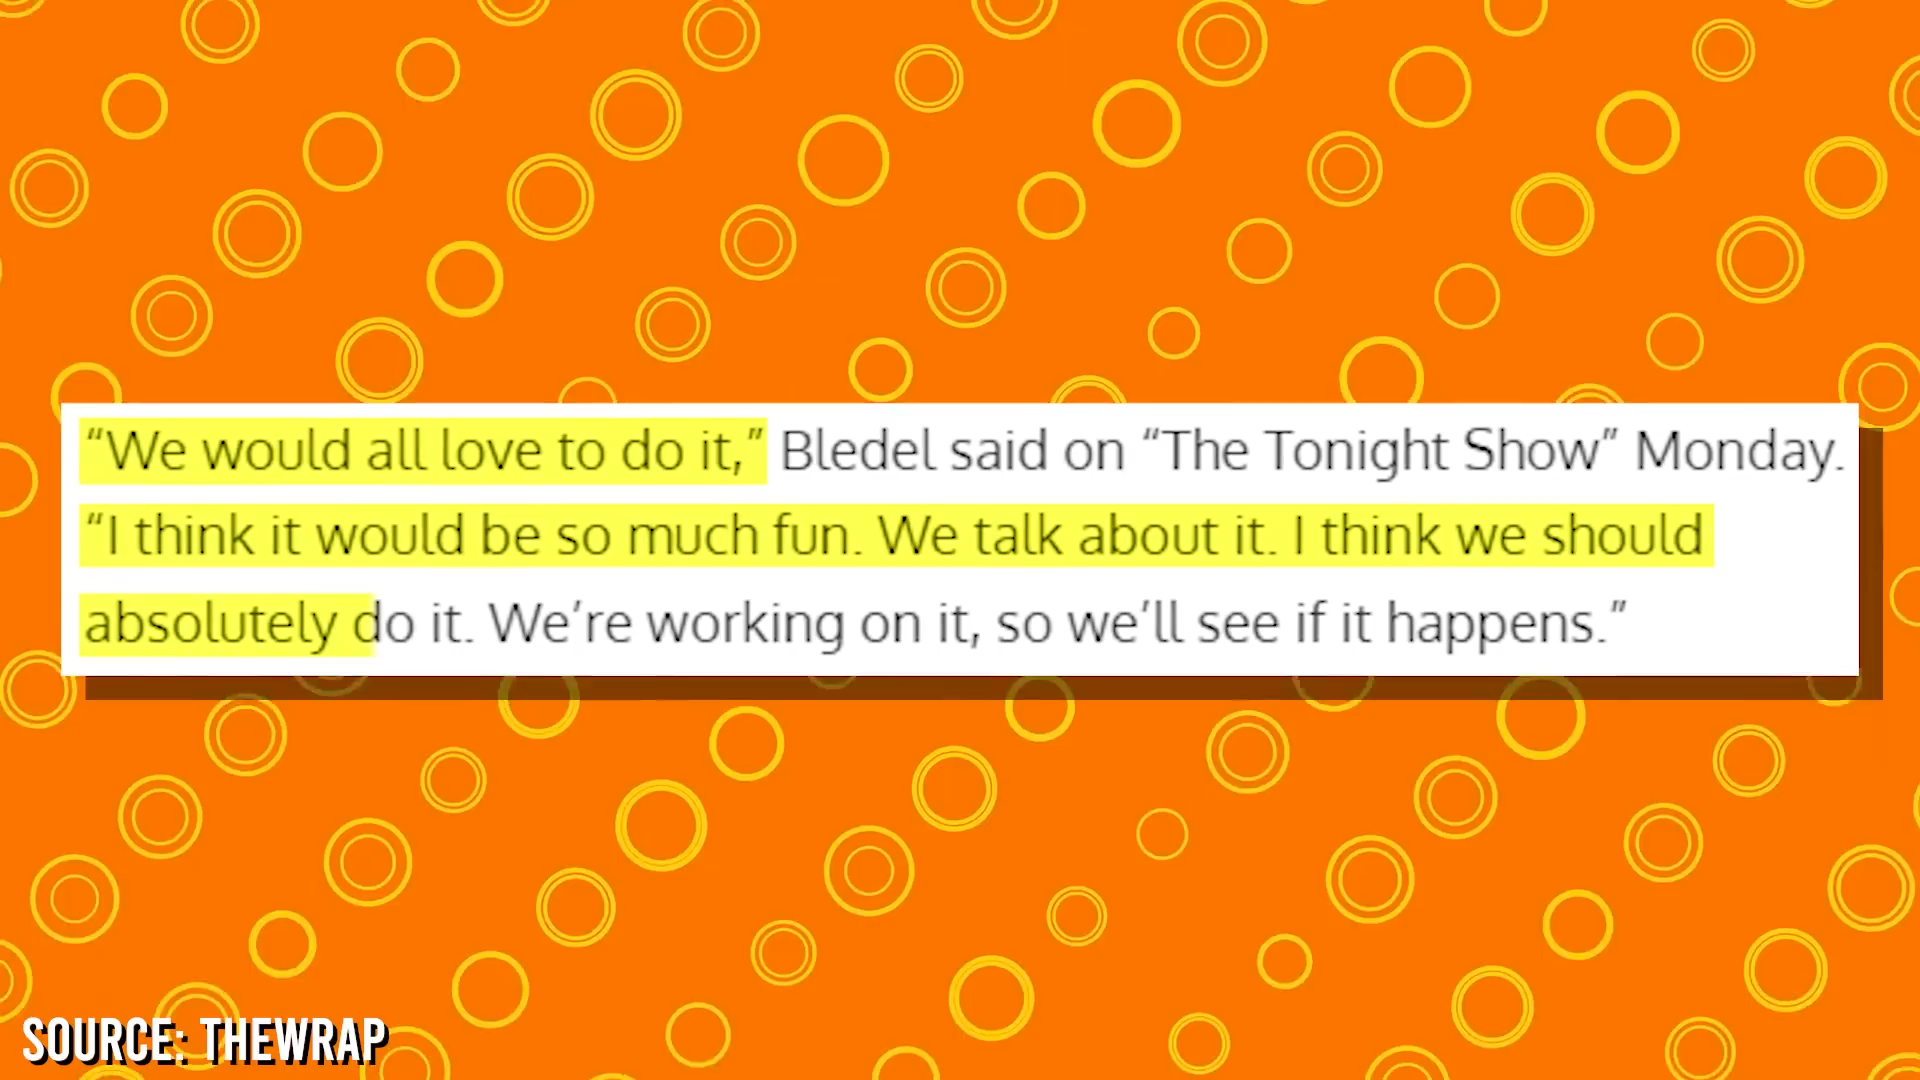 “We would all love to do it,” Bledel said on “The Tonight Show” Monday.
“I think it would be so much fun. We talk about it. I think we should
absolutely do it. We’re working on it, so we’ll see if it happens.”
SOURCE: THEWRAP